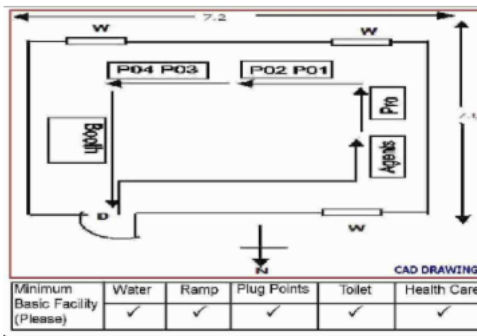 7.2
W
W
P04 P03
P02 P01
Pro
Booth
Agents
D
W
N
CAD DRAWING
Minimum Basic Facility (Please)
Water
Ramp
Plug Points
Toilet
Health Care
✓ ✓ ✓ ✓ ✓